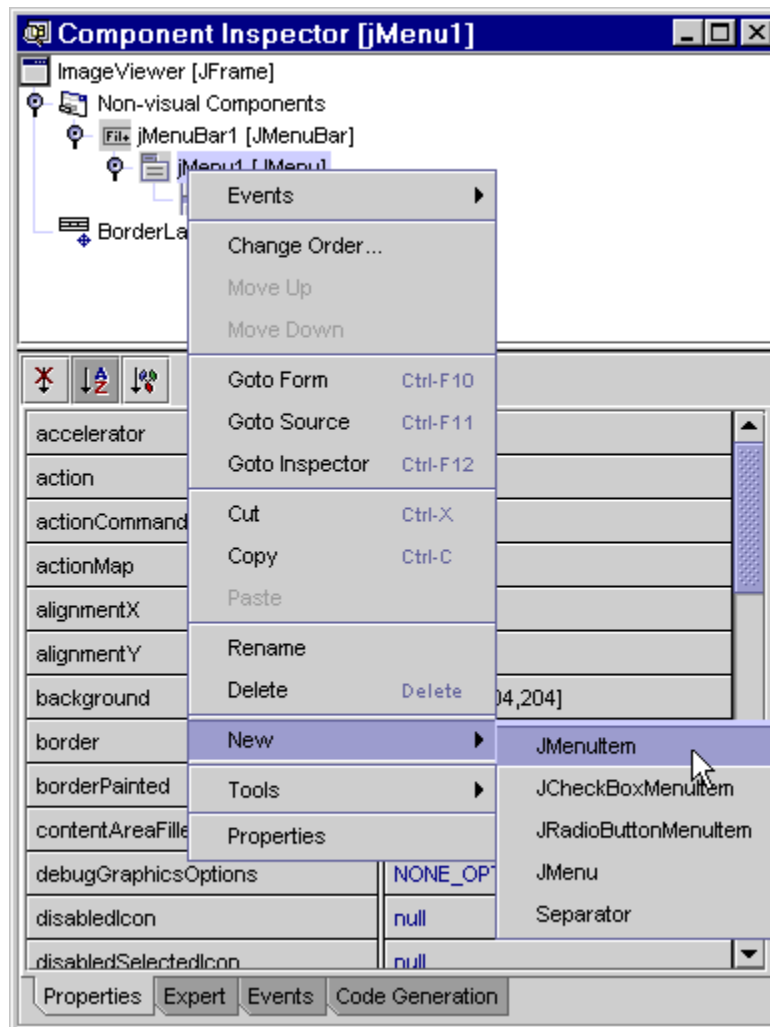 Component Inspector [jMenu1]
ImageViewer [JFrame]
Non-visual Components
jMenuBar1 [JMenuBar]
jMenu1 [JMenu]
BorderLa
Events
Change Order...
Move Up
Move Down
Goto Form Ctrl-F10
Goto Source Ctrl-F11
Goto Inspector Ctrl-F12
Cut Ctrl-X
Copy Ctrl-C
Paste
Rename
Delete Delete
New
Tools
Properties
JMenuItem
JCheckBoxMenuItem
JRadioButtonMenuItem
JMenu
Separator
accelerator
action
actionCommand
actionMap
alignmentX
alignmentY
background 04,204]
border
borderPainted
contentAreaFille
debugGraphicsOptions NONE_OPT
disabledIcon null
disabledSelectedIcon null
Properties Expert Events Code Generation